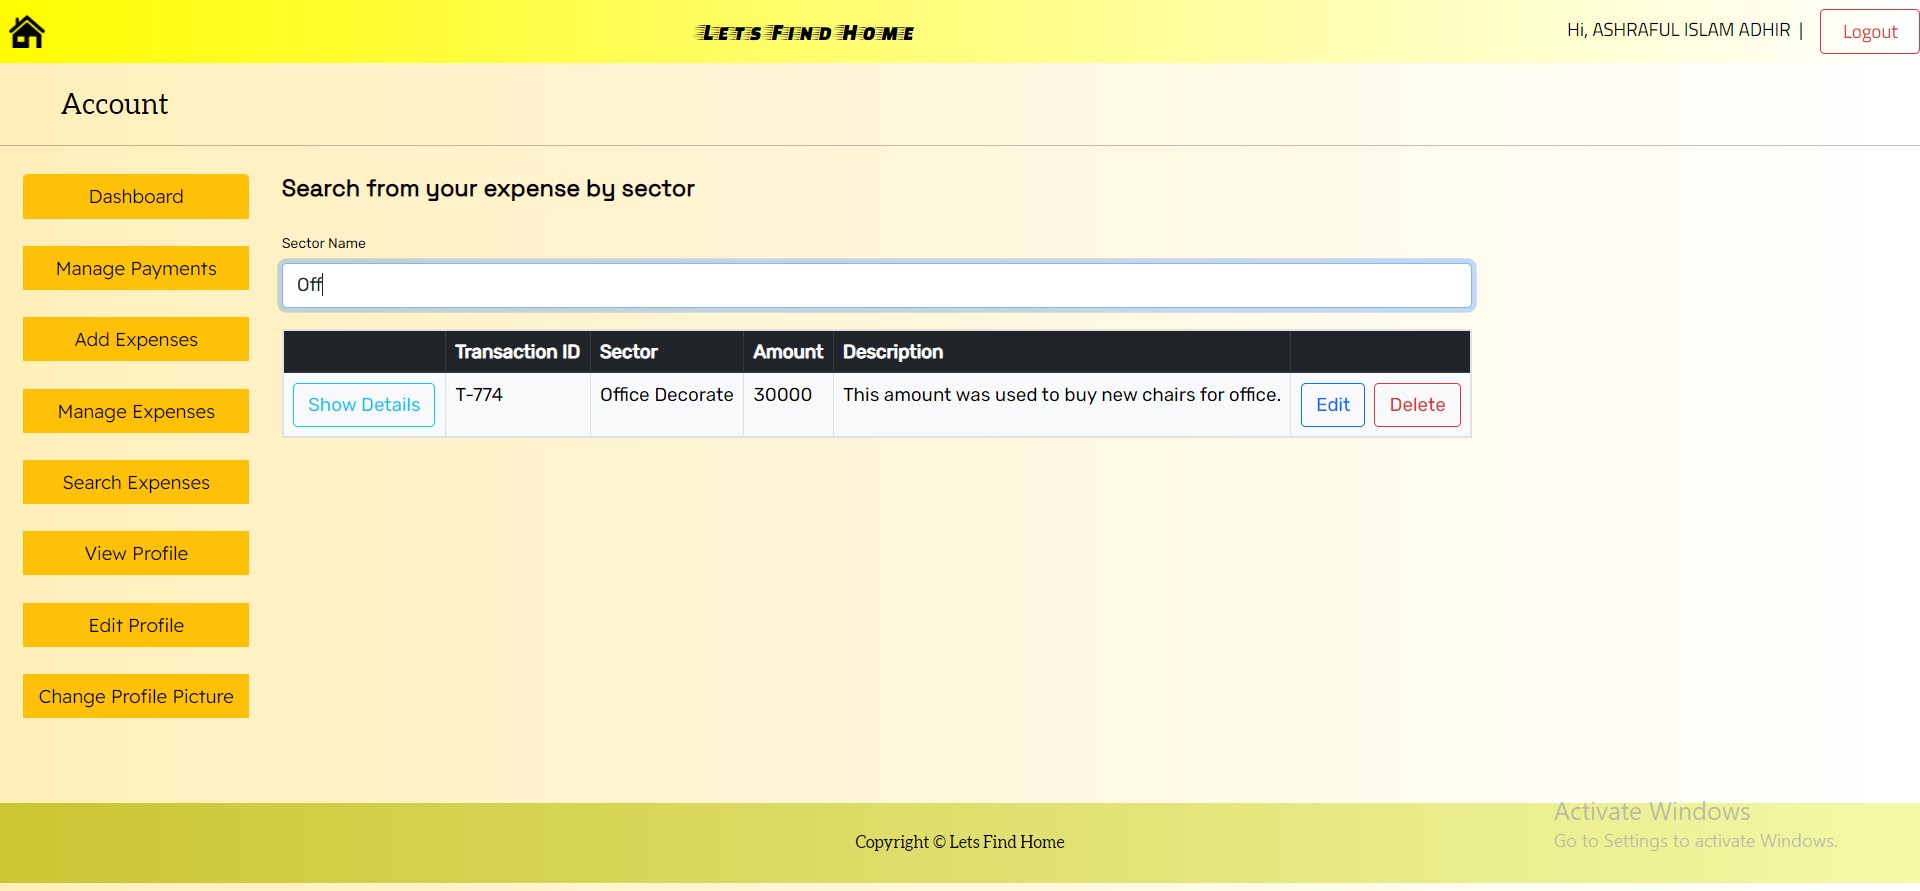 Lets Find Home
Hi, ASHRAFUL ISLAM ADHIR |
Logout
Account
Dashboard
Manage Payments
Add Expenses
Manage Expenses
Search Expenses
View Profile
Edit Profile
Change Profile Picture
Search from your expense by sector
Sector Name
Off
Transaction ID Sector Amount Description
Show Details T-774 Office Decorate 30000 This amount was used to buy new chairs for office. Edit Delete
Copyright © Lets Find Home
Activate Windows
Go to Settings to activate Windows.